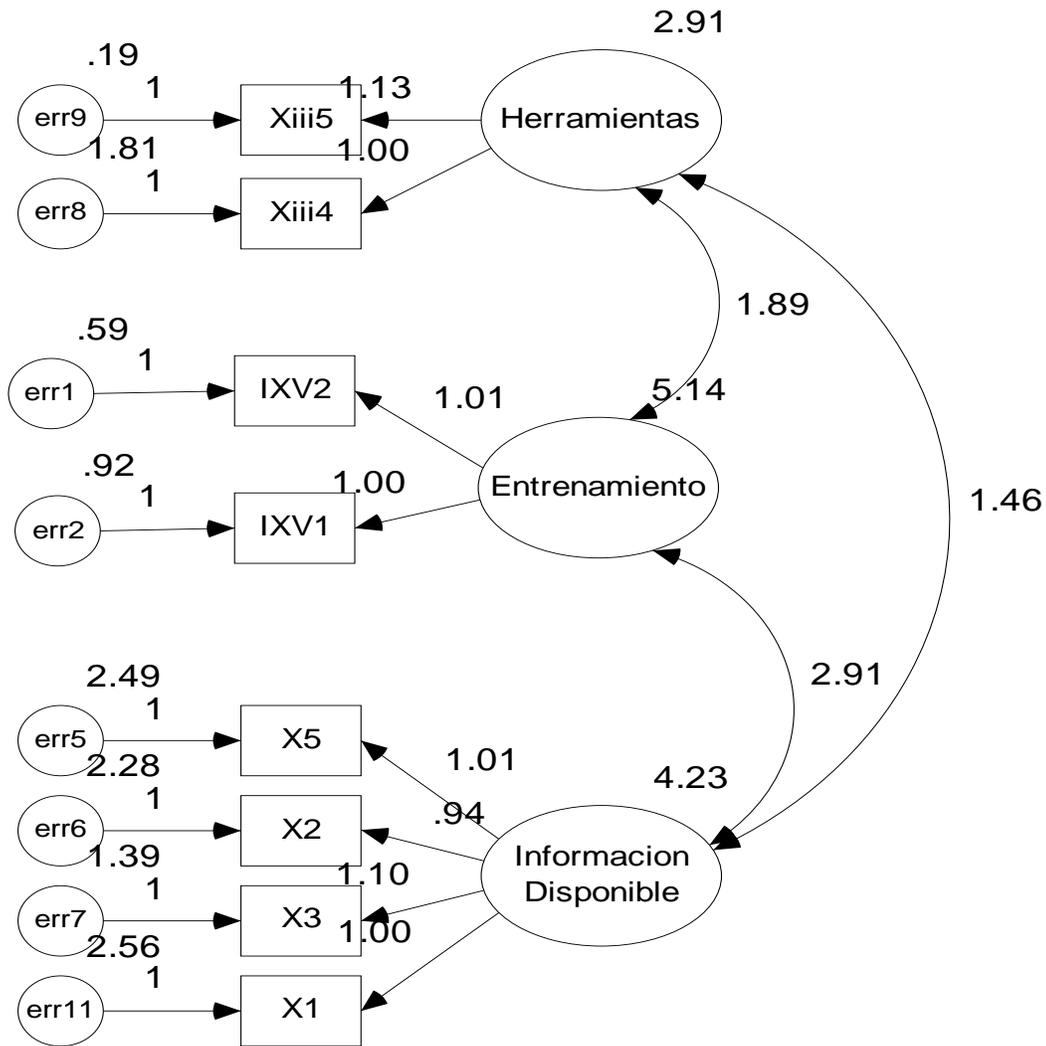 2.91
.19
1
err9
Xiii5
1.13
Herramientas
1.81
1
err8
Xiii4
1.00
1.89
.59
1
err1
IXV2
1.01
5.14
.92
1
err2
IXV1
1.00
Entrenamiento
1.46
2.91
2.49
1
err5
X5
1.01
4.23
2.28
1
err6
X2
.94
Informacion
Disponible
1.39
1
err7
X3
1.10
2.56
1
err11
X1
1.00